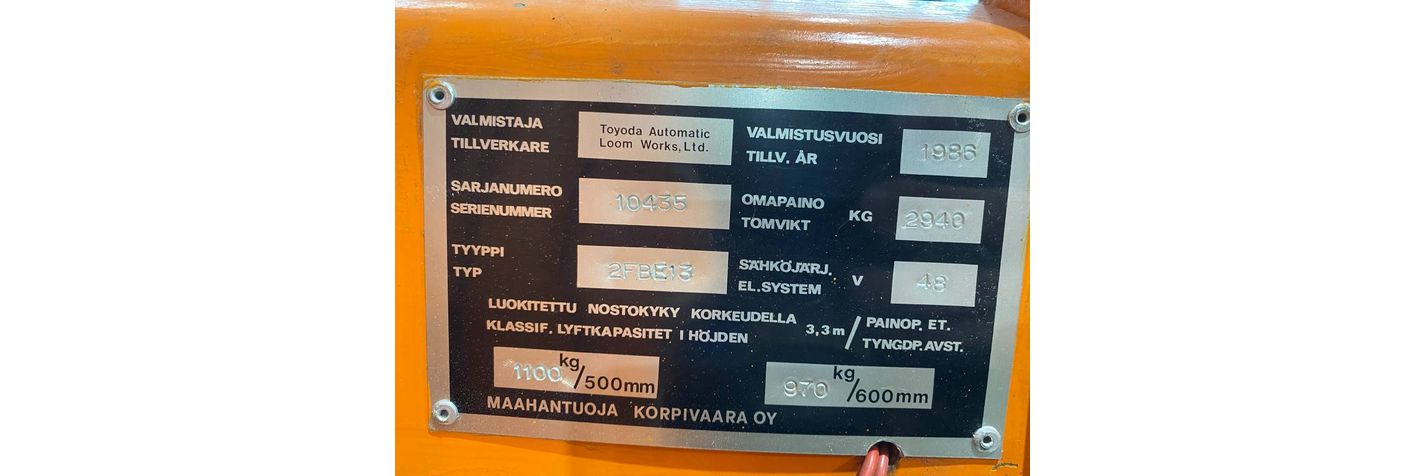 VALMISTAJA
TILLVERKARE
Toyoda Automatic
Loom Works, Ltd.
VALMISTUSVUOSI
TILLV. ÅR
1986
SARJANUMERO
SERIENUMMER
10435
OMAPAINO
TOMVIKT
KG
2940
TYYPPI
TYP
2FBE13
SÄHKÖJÄRJ.
EL.SYSTEM
V
48
LUOKITETTU NOSTOKYKY KORKEUDELLA
KLASSIF. LYFTKAPASITET I HÖJDEN
3,3m/
PAINOP. ET.
TYNGDP.AVST.
1100 kg/500mm
970 kg/600mm
MAAHANTUOJA KORPIVAARA OY